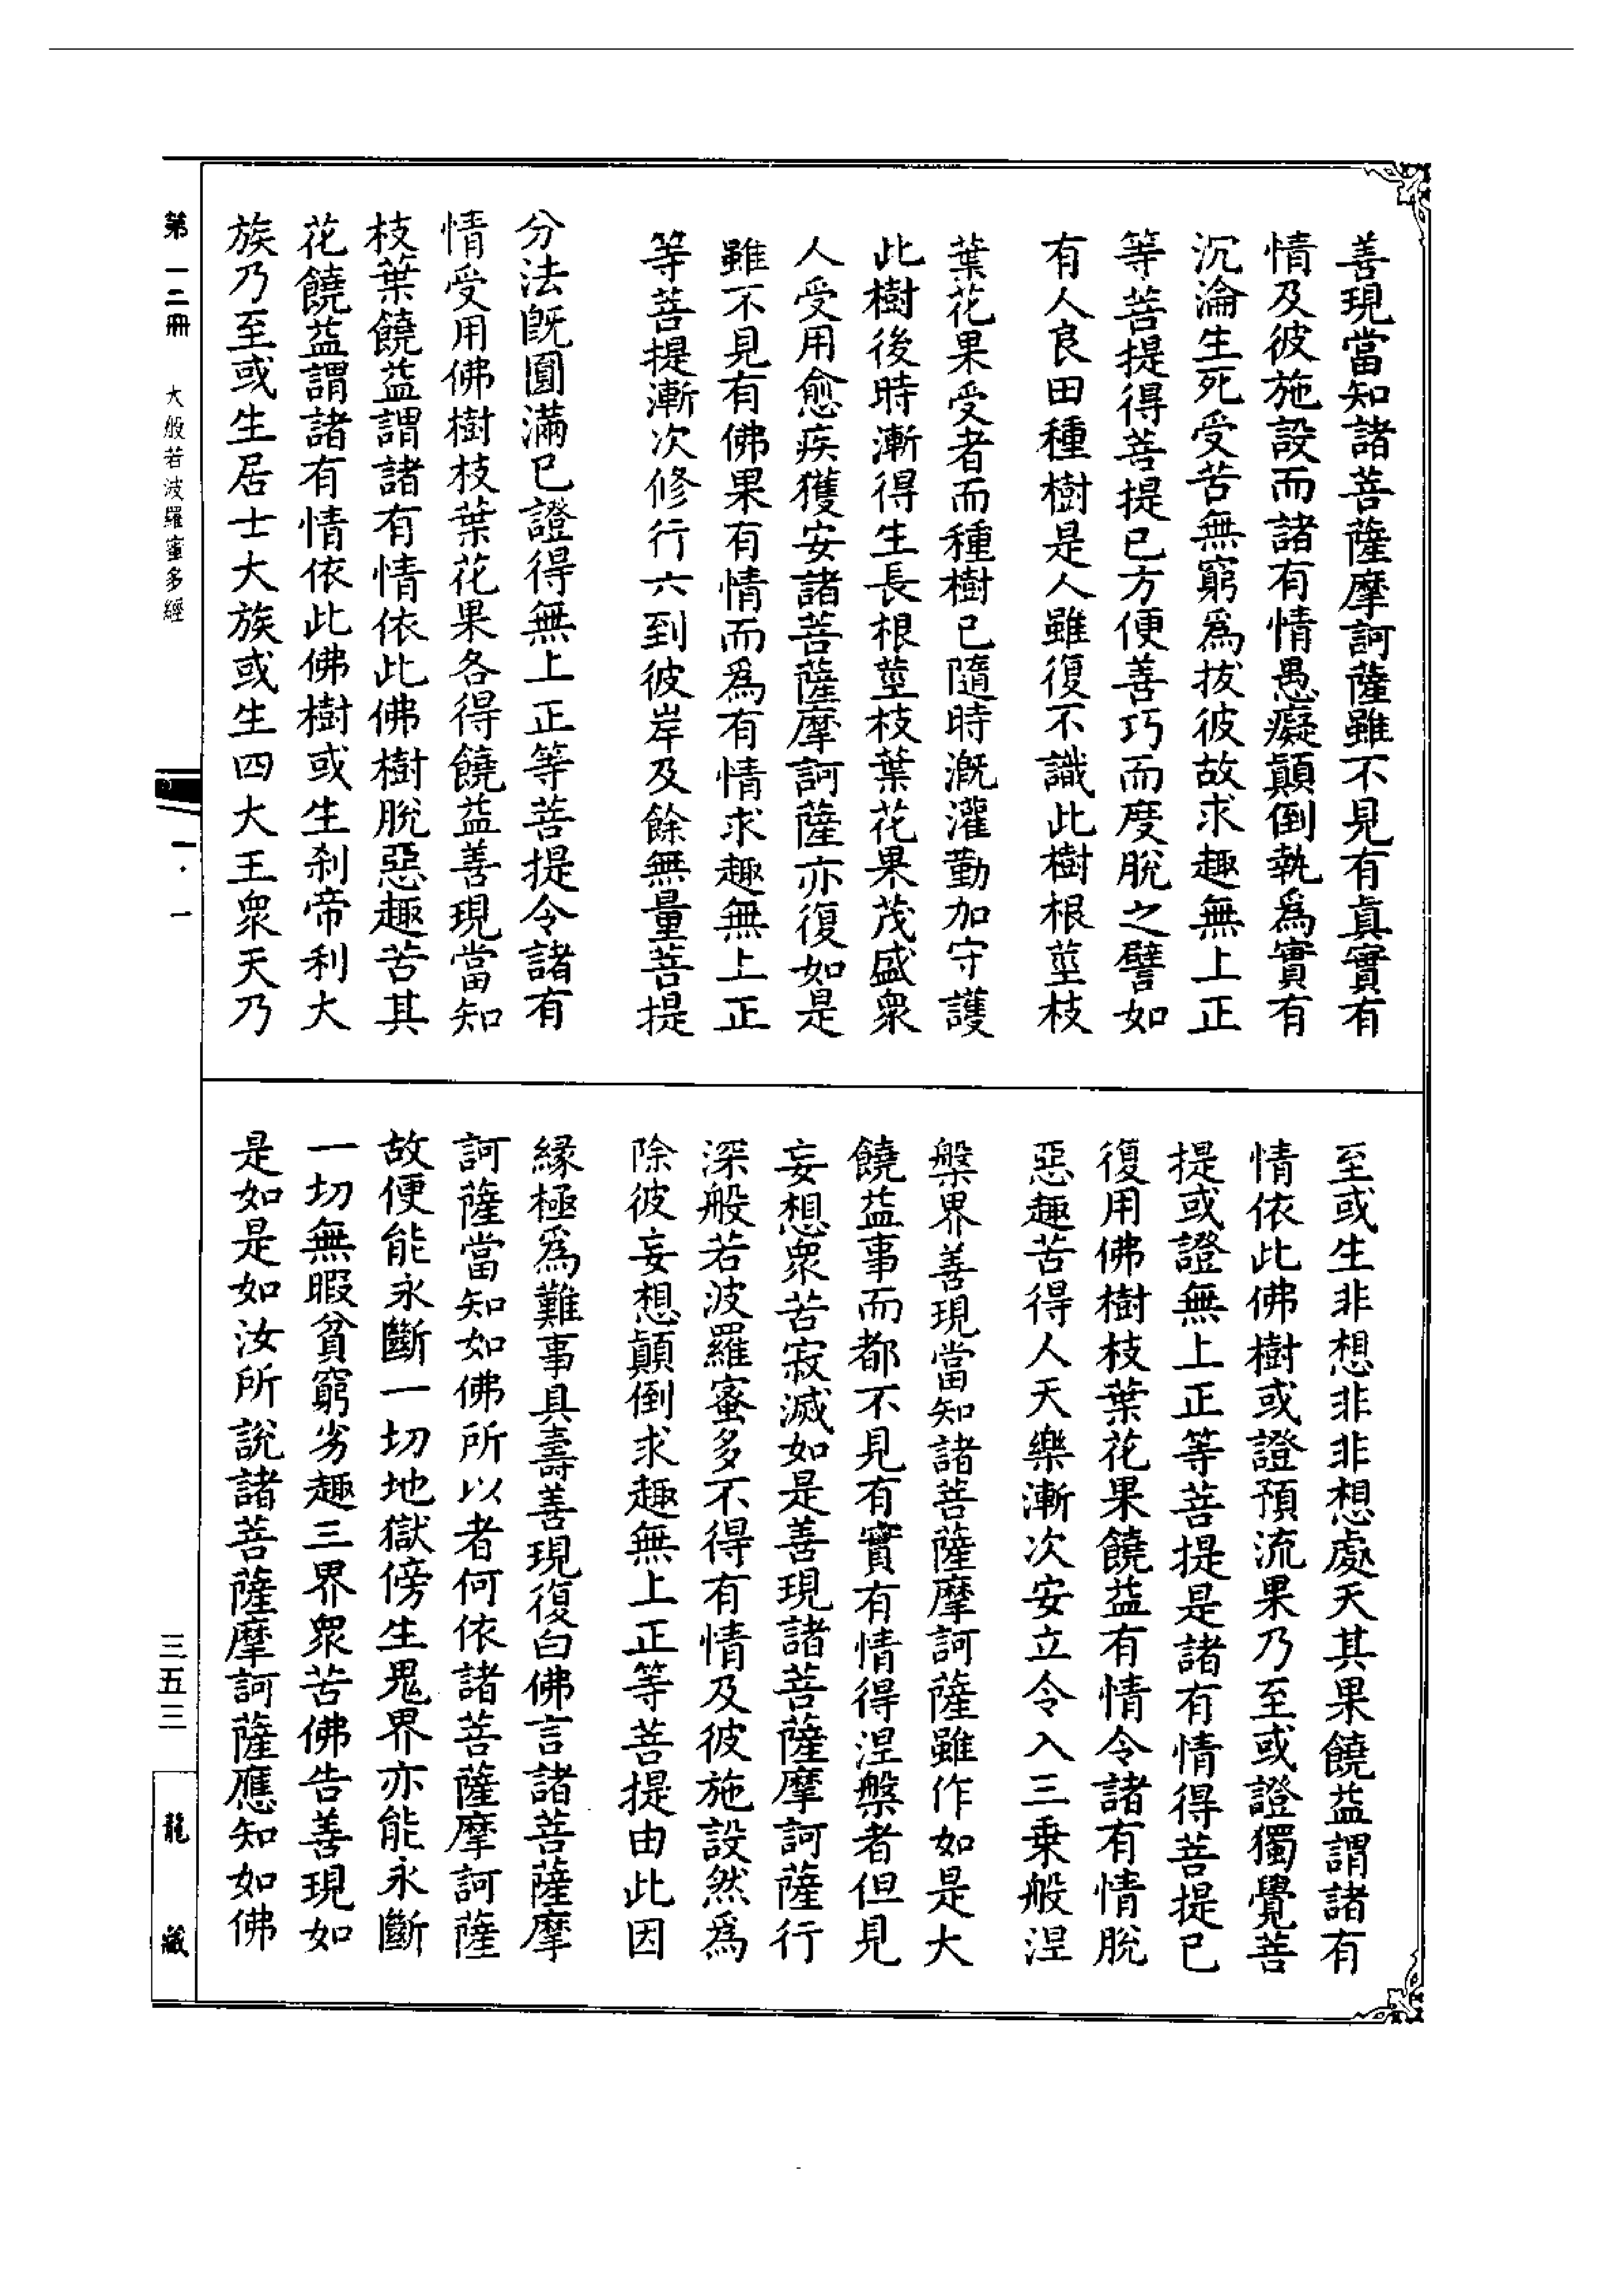 善現當知諸菩薩摩訶薩雖不見有真實有
情及彼施設而諸有情愚癡顛倒執爲實有
沉淪生死受苦無窮爲拔彼故求趣無上正
等菩提得菩提已方便善巧而度脫之譬如
有人良田種樹是人雖復不識此樹根莖枝
葉花果受者而種樹已隨時溉灌勤加守護
此樹後時漸得生長根莖枝葉花果茂盛衆
人受用愈疾獲安諸菩薩摩訶薩亦復如是
雖不見有佛果有情而爲有情求趣無上正
等菩提漸次修行六到彼岸及餘無量菩提
分法旣圓滿已證得無上正等菩提令諸有
情受用佛樹枝葉花果各得饒益善現當知
枝葉饒益謂諸有情依此佛樹脫惡趣苦其
花饒益謂諸有情依此佛樹或生刹帝利大
族乃至或生居士大族或生四大王衆天乃
至或生非想非非想處天其果饒益謂諸有
情依此佛樹或證預流果乃至或證獨覺菩
提或證無上正等菩提是諸有情得菩提已
復用佛樹枝葉花果饒益有情令諸有情脫
惡趣苦得人天樂漸次安立令入三乘般涅
槃界善現當知諸菩薩摩訶薩雖作如是大
饒益事而都不見有實有情得涅槃者但見
妄想衆苦寂滅如是善現諸菩薩摩訶薩行
深般若波羅蜜多不得有情及彼施設然爲
除彼妄想顛倒求趣無上正等菩提由此因
緣極爲難事具壽善現復白佛言諸菩薩摩
訶薩當知如佛所以者何依諸菩薩摩訶薩
故便能永斷一切地獄傍生鬼界亦能永斷
一切無暇貧窮劣趣三界衆苦佛告善現如
是如是如汝所說諸菩薩摩訶薩應知如佛
第一二冊 大般若波羅蜜多經 一·一 三五三 龍藏